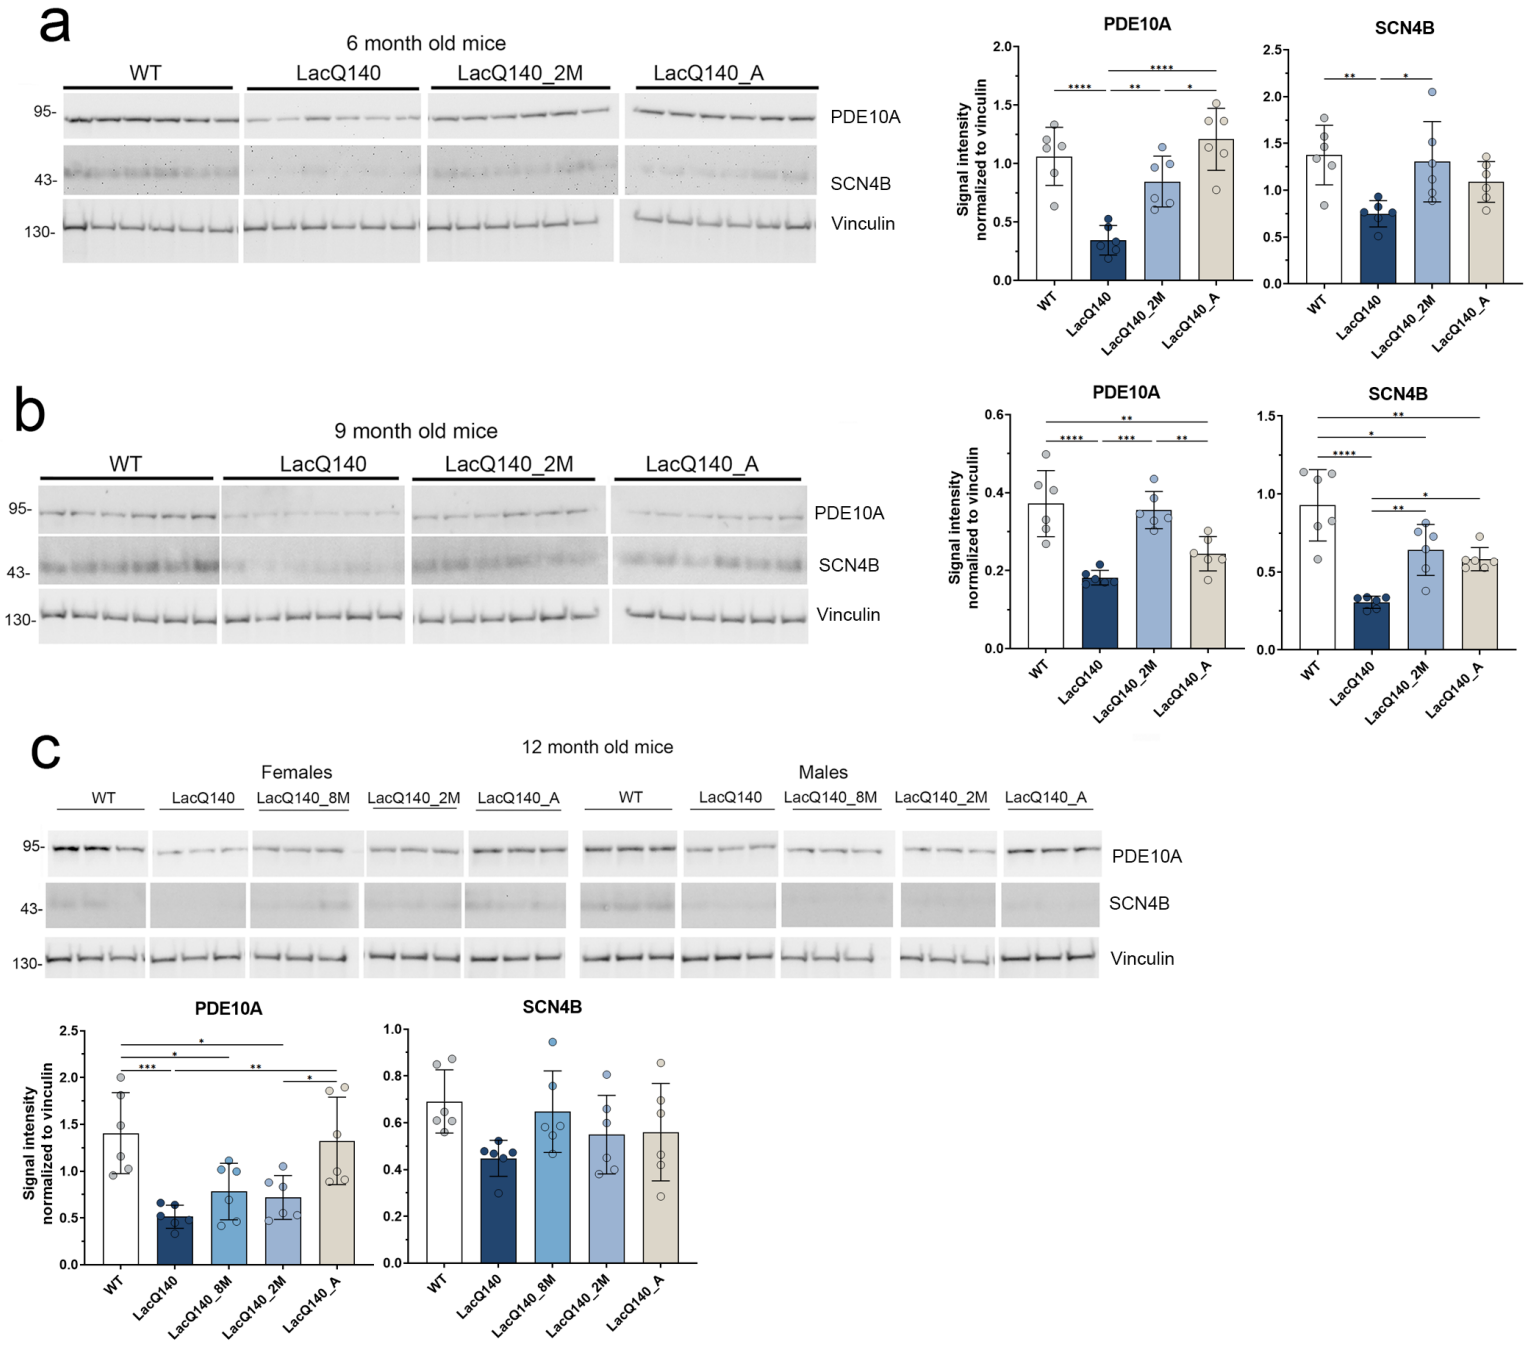 a
6 month old mice
WT LacQ140 LacQ140_2M LacQ140_A
95- PDE10A
43- SCN4B
130- Vinculin
PDE10A
Signal intensity
normalized to vinculin
2.0
1.5
1.0
0.5
0.0
**** ** * ****
WT LacQ140 LacQ140_2M LacQ140_A
SCN4B
2.5
2.0
1.5
1.0
0.5
0.0
** *
WT LacQ140 LacQ140_2M LacQ140_A
b
9 month old mice
WT LacQ140 LacQ140_2M LacQ140_A
95- PDE10A
43- SCN4B
130- Vinculin
PDE10A
Signal intensity
normalized to vinculin
0.6
0.4
0.2
0.0
**
**** *** **
WT LacQ140 LacQ140_2M LacQ140_A
SCN4B
1.5
1.0
0.5
0.0
**
*
****
*
**
WT LacQ140 LacQ140_2M LacQ140_A
c
12 month old mice
Females Males
WT LacQ140 LacQ140_8M LacQ140_2M LacQ140_A WT LacQ140 LacQ140_8M LacQ140_2M LacQ140_A
95- PDE10A
43- SCN4B
130- Vinculin
PDE10A
Signal intensity
normalized to vinculin
2.5
2.0
1.5
1.0
0.5
0.0
*
*
*** **
*
WT LacQ140 LacQ140_8M LacQ140_2M LacQ140_A
SCN4B
1.0
0.8
0.6
0.4
0.2
0.0
WT LacQ140 LacQ140_8M LacQ140_2M LacQ140_A